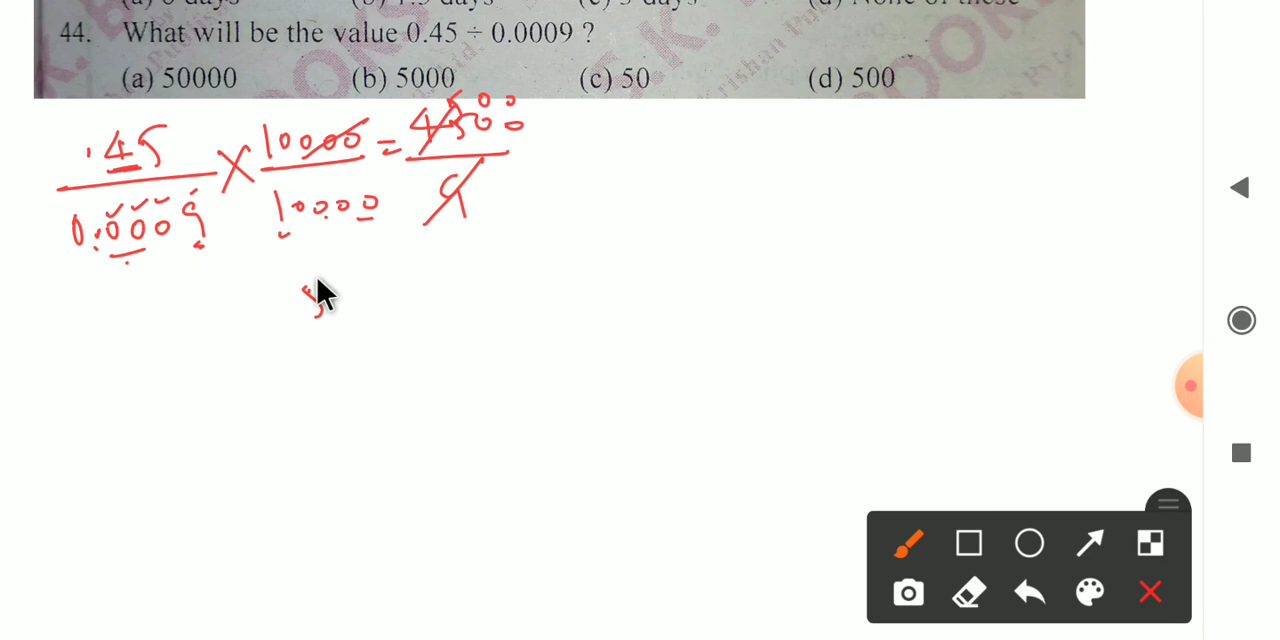 44. What will be the value 0.45 ÷ 0.0009 ?
(a) 50000 (b) 5000 (c) 50 (d) 500
.45 / 0.0009 × 10000 / 10000 = 4500 / 9
500